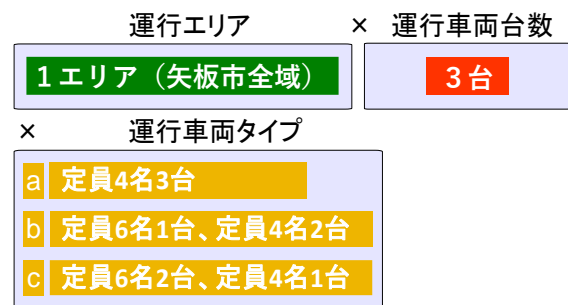 運行エリア × 運行車両台数
1エリア（矢板市全域） 3台
× 運行車両タイプ
a 定員4名3台
b 定員6名1台、定員4名2台
c 定員6名2台、定員4名1台